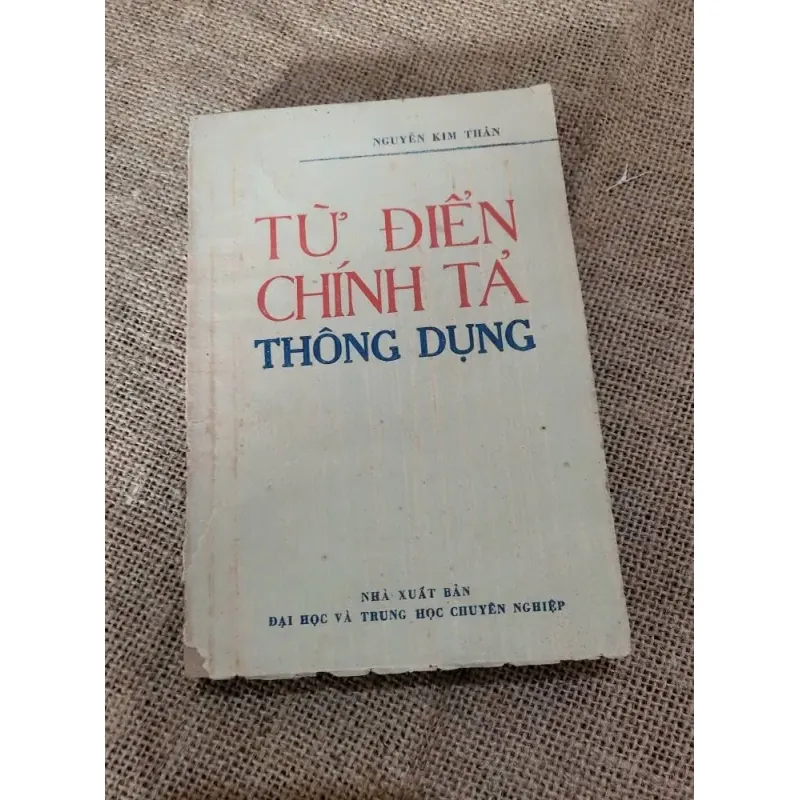 NGUYỄN KIM THẢN
TỪ ĐIỂN
CHÍNH TẢ
THÔNG DỤNG
NHÀ XUẤT BẢN
ĐẠI HỌC VÀ TRUNG HỌC CHUYÊN NGHIỆP